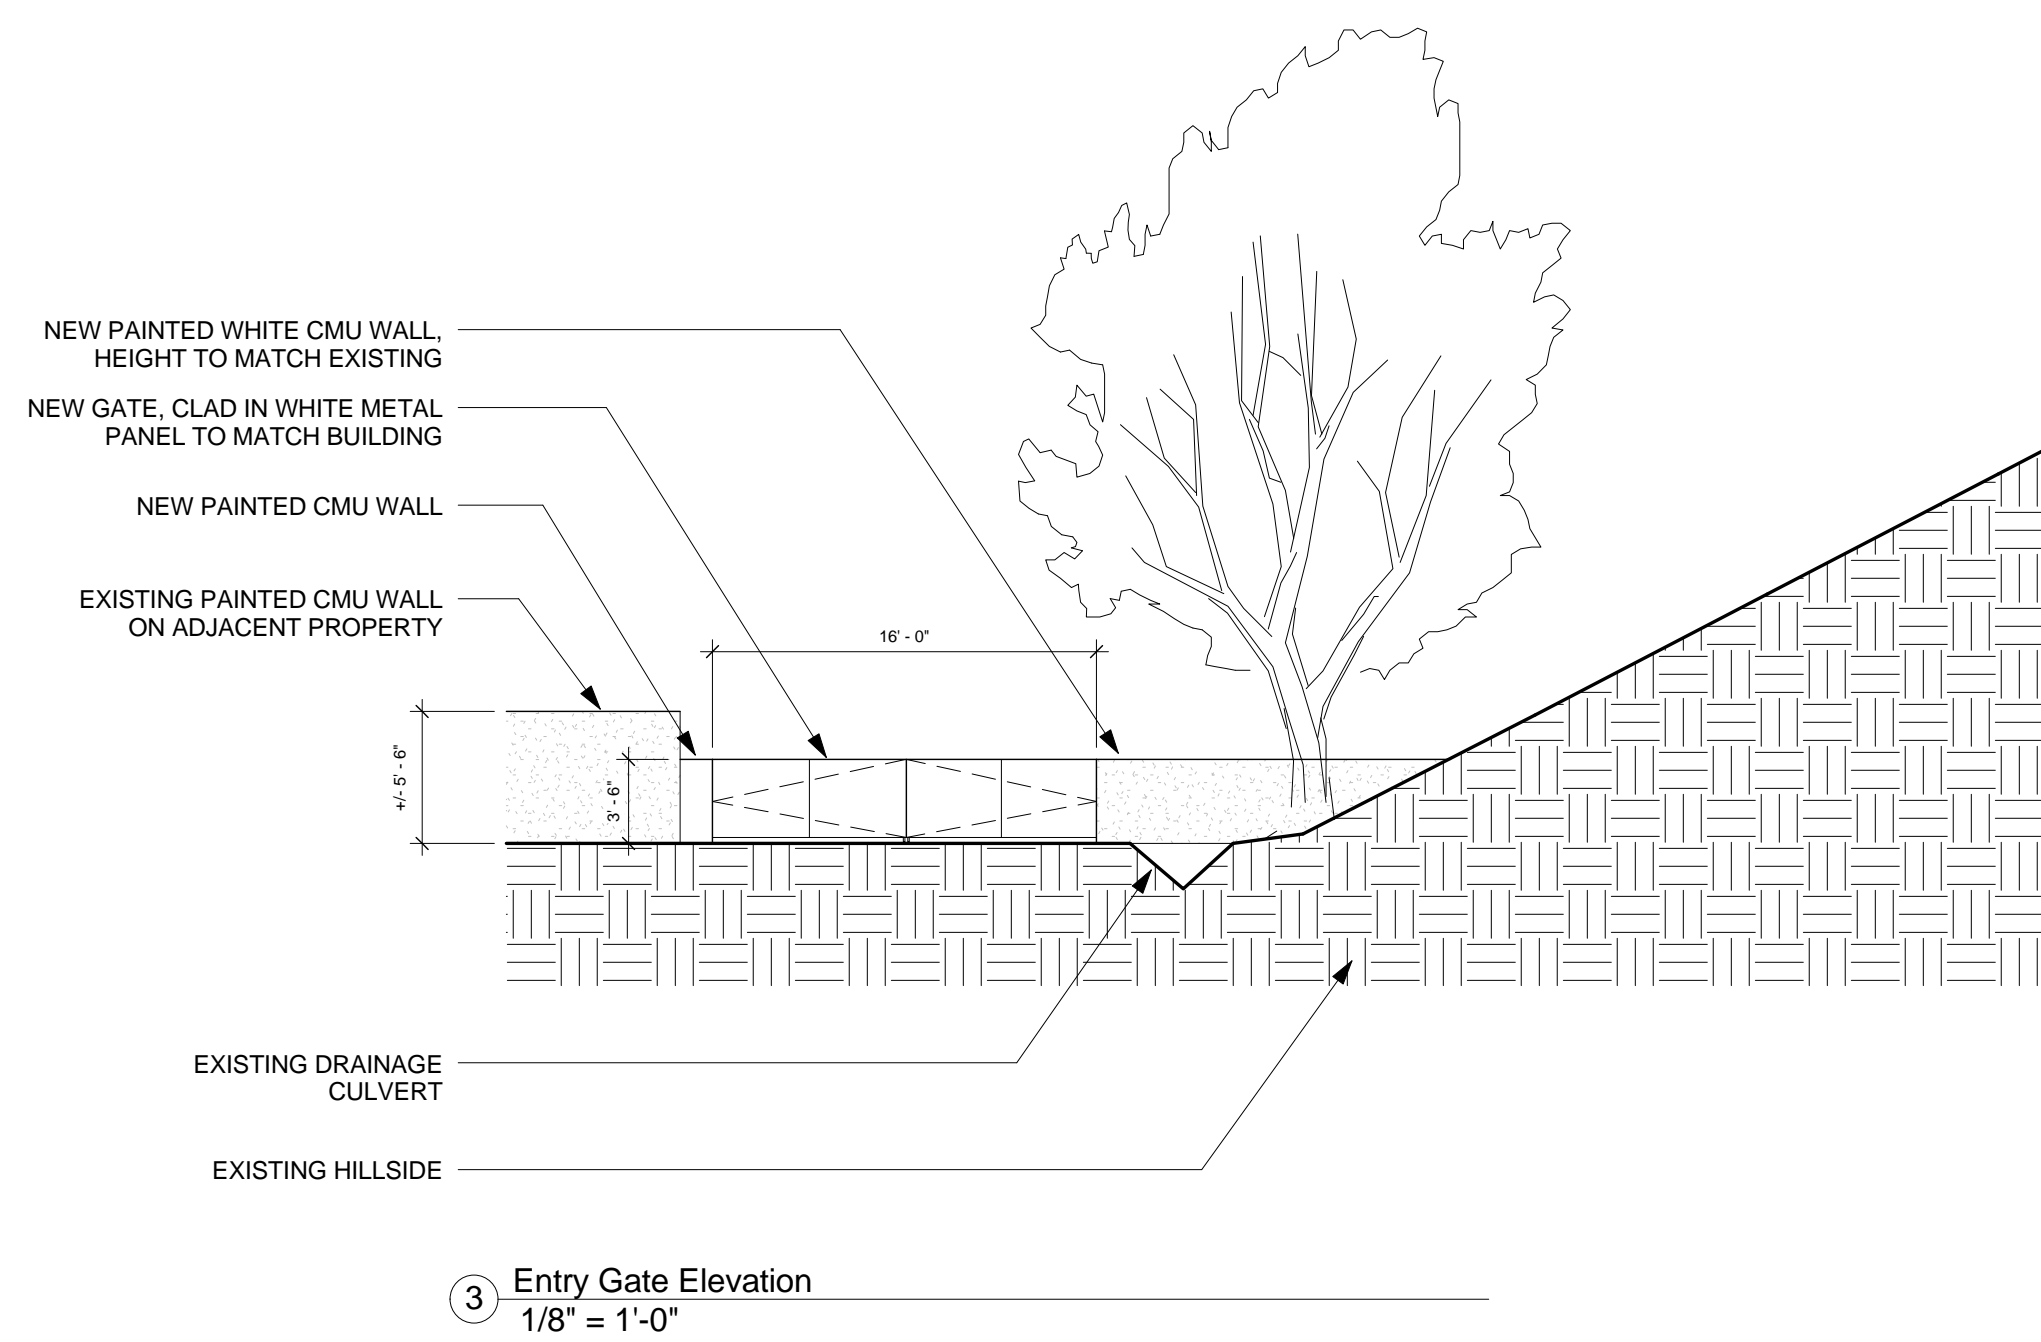 NEW PAINTED WHITE CMU WALL,
HEIGHT TO MATCH EXISTING
NEW GATE, CLAD IN WHITE METAL
PANEL TO MATCH BUILDING
NEW PAINTED CMU WALL
EXISTING PAINTED CMU WALL
ON ADJACENT PROPERTY
16' - 0"
+/- 5' - 6"
3' - 6"
EXISTING DRAINAGE
CULVERT
EXISTING HILLSIDE
3
Entry Gate Elevation
1/8" = 1'-0"